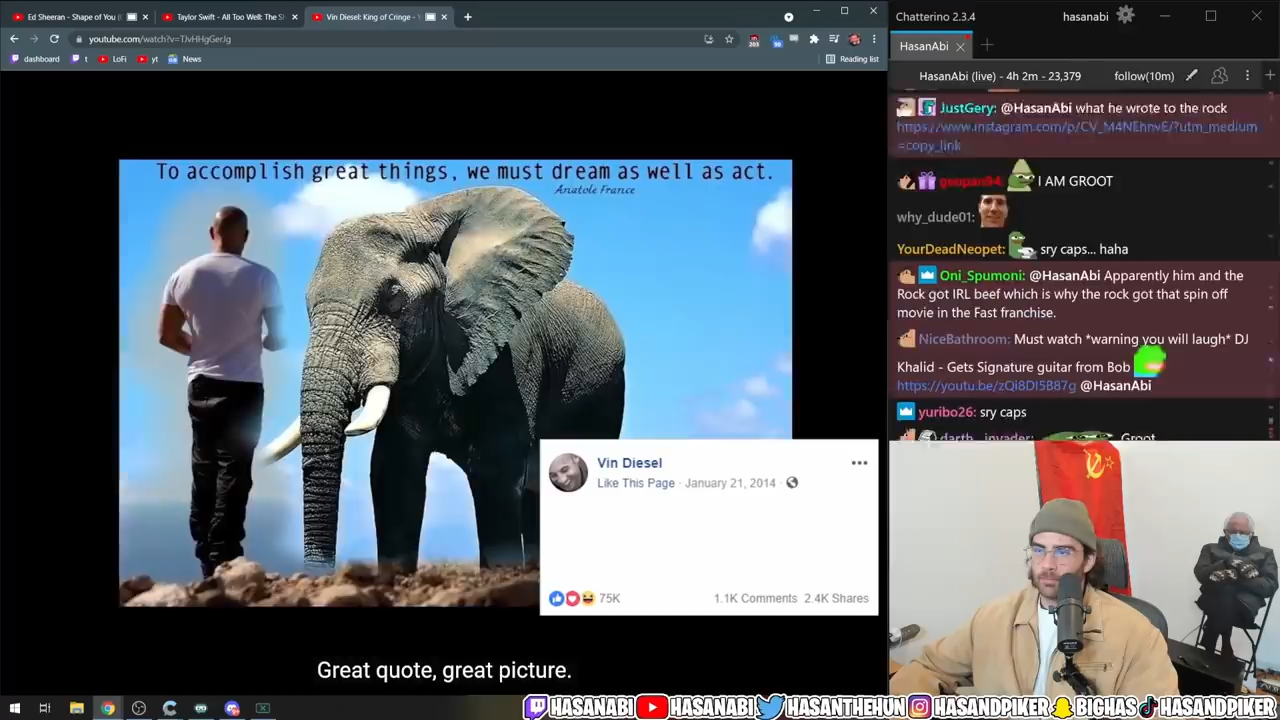 Ed Sheeran - Shape of You (
Taylor Swift - All Too Well: The S
Vin Diesel: King of Cringe -
youtube.com/watch?v=TJvHHgGerJg
dashboard
t
LoFi
yt
News
Reading list
To accomplish great things, we must dream as well as act.
Anatole France
Vin Diesel
Like This Page · January 21, 2014 ·
75K
1.1K Comments 2.4K Shares
Great quote, great picture.
Chatterino 2.3.4
hasanabi
HasanAbi
HasanAbi (live) - 4h 2m - 23,379
follow(10m)
JustGery: @HasanAbi what he wrote to the rock
https://www.instagram.com/p/CV_M4NEhnvE/?utm_medium
=copy_link
I AM GROOT
why_dude01:
YourDeadNeopet: sry caps... haha
Oni_Spumoni: @HasanAbi Apparently him and the
Rock got IRL beef which is why the rock got that spin off
movie in the Fast franchise.
NiceBathroom: Must watch *warning you will laugh* DJ
Khalid - Gets Signature guitar from Bob
https://youtu.be/zQi8DI5B87g @HasanAbi
yuribo26: sry caps
darth_invader: Groot
HASANABI
HASANABI
HASANTHEHUN
HASANDPIKER
BIGHAS
HASANDPIKER